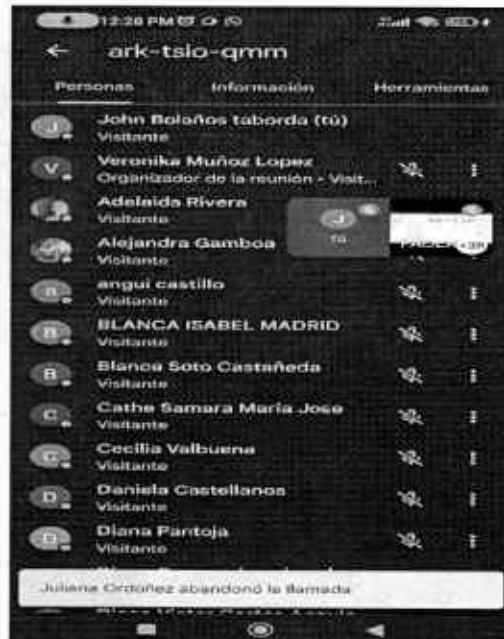 12:28 PM
ark-tsio-qmm
Personas Información Herramientas
John Bolaños taborda (tú)
Visitante
Veronika Muñoz Lopez
Organizador de la reunión - Visit...
Adelaida Rivera
Visitante
Alejandra Gamboa
Visitante
angui castillo
Visitante
BLANCA ISABEL MADRID
Visitante
Blanca Soto Castañeda
Visitante
Cathe Samara Maria Jose
Visitante
Cecilia Valbuena
Visitante
Daniela Castellanos
Visitante
Diana Pantoja
Visitante
Juliana Ordoñez abandonó la llamada